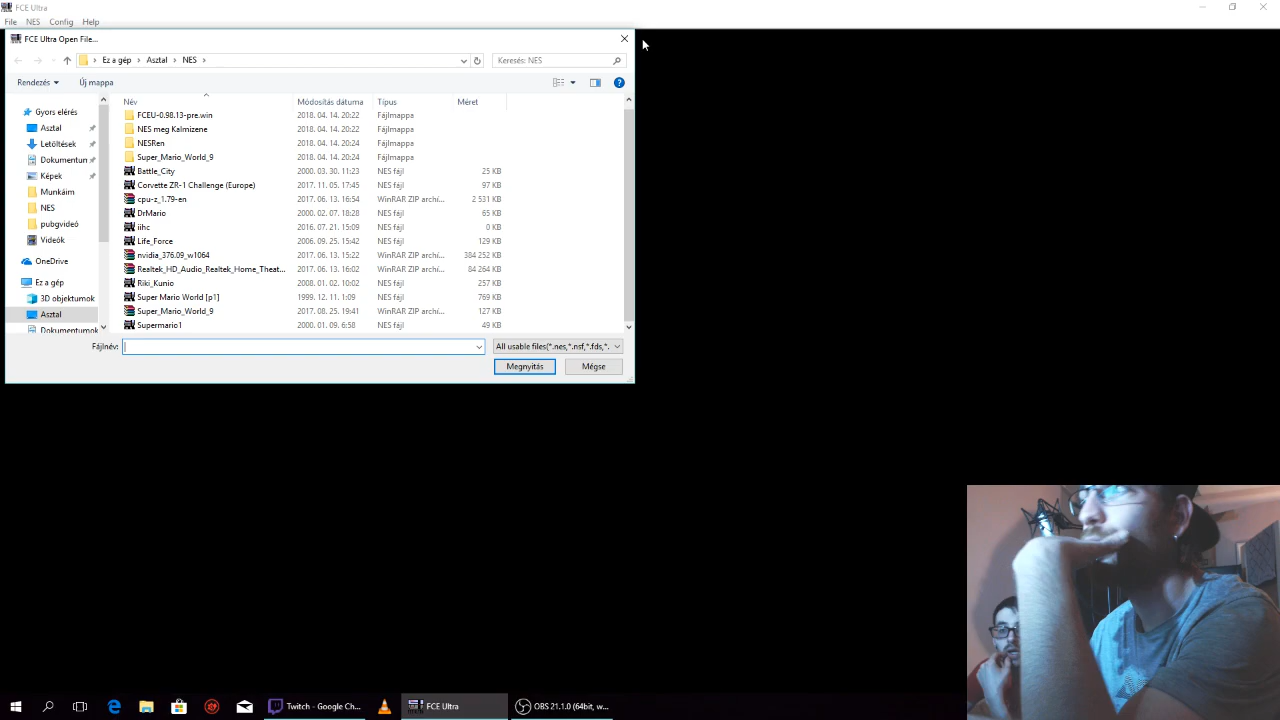 FCE Ultra
File NES Config Help
FCE Ultra Open File...
Ez a gép > Asztal > NES >
Keresés: NES
Rendezés
Új mappa
Név Módosítás dátuma Típus Méret
Gyors elérés
Asztal
Letöltések
Dokumentun
Képek
Munkáim
NES
pubgvideó
Videók
OneDrive
Ez a gép
3D objektumok
Asztal
Dokumentumok
FCEU-0.98.13-pre.win 2018. 04. 14. 20:22 Fájlmappa
NES meg Kalmizene 2018. 04. 14. 20:22 Fájlmappa
NESRen 2018. 04. 14. 20:24 Fájlmappa
Super_Mario_World_9 2018. 04. 14. 20:24 Fájlmappa
Battle_City 2000. 03. 30. 11:23 NES fájl 25 KB
Corvette ZR-1 Challenge (Europe) 2017. 11. 05. 17:45 NES fájl 97 KB
cpu-z_1.79-en 2017. 06. 13. 16:54 WinRAR ZIP archí... 2 531 KB
DrMario 2000. 02. 07. 18:28 NES fájl 65 KB
iihc 2016. 07. 21. 15:09 NES fájl 0 KB
Life_Force 2006. 09. 25. 15:42 NES fájl 129 KB
nvidia_376.09_w1064 2017. 06. 13. 15:22 WinRAR ZIP archí... 384 252 KB
Realtek_HD_Audio_Realtek_Home_Theat... 2017. 06. 13. 16:02 WinRAR ZIP archí... 84 264 KB
Riki_Kunio 2008. 01. 02. 10:02 NES fájl 257 KB
Super Mario World [p1] 1999. 12. 11. 1:09 NES fájl 769 KB
Super_Mario_World_9 2017. 08. 25. 19:41 WinRAR ZIP archí... 127 KB
Supermario1 2000. 01. 09. 6:58 NES fájl 49 KB
Fájlnév:
All usable files(*.nes,*.nsf,*.fds,*.
Megnyitás
Mégse
Twitch - Google Ch...
FCE Ultra
OBS 21.1.0 (64bit, w...